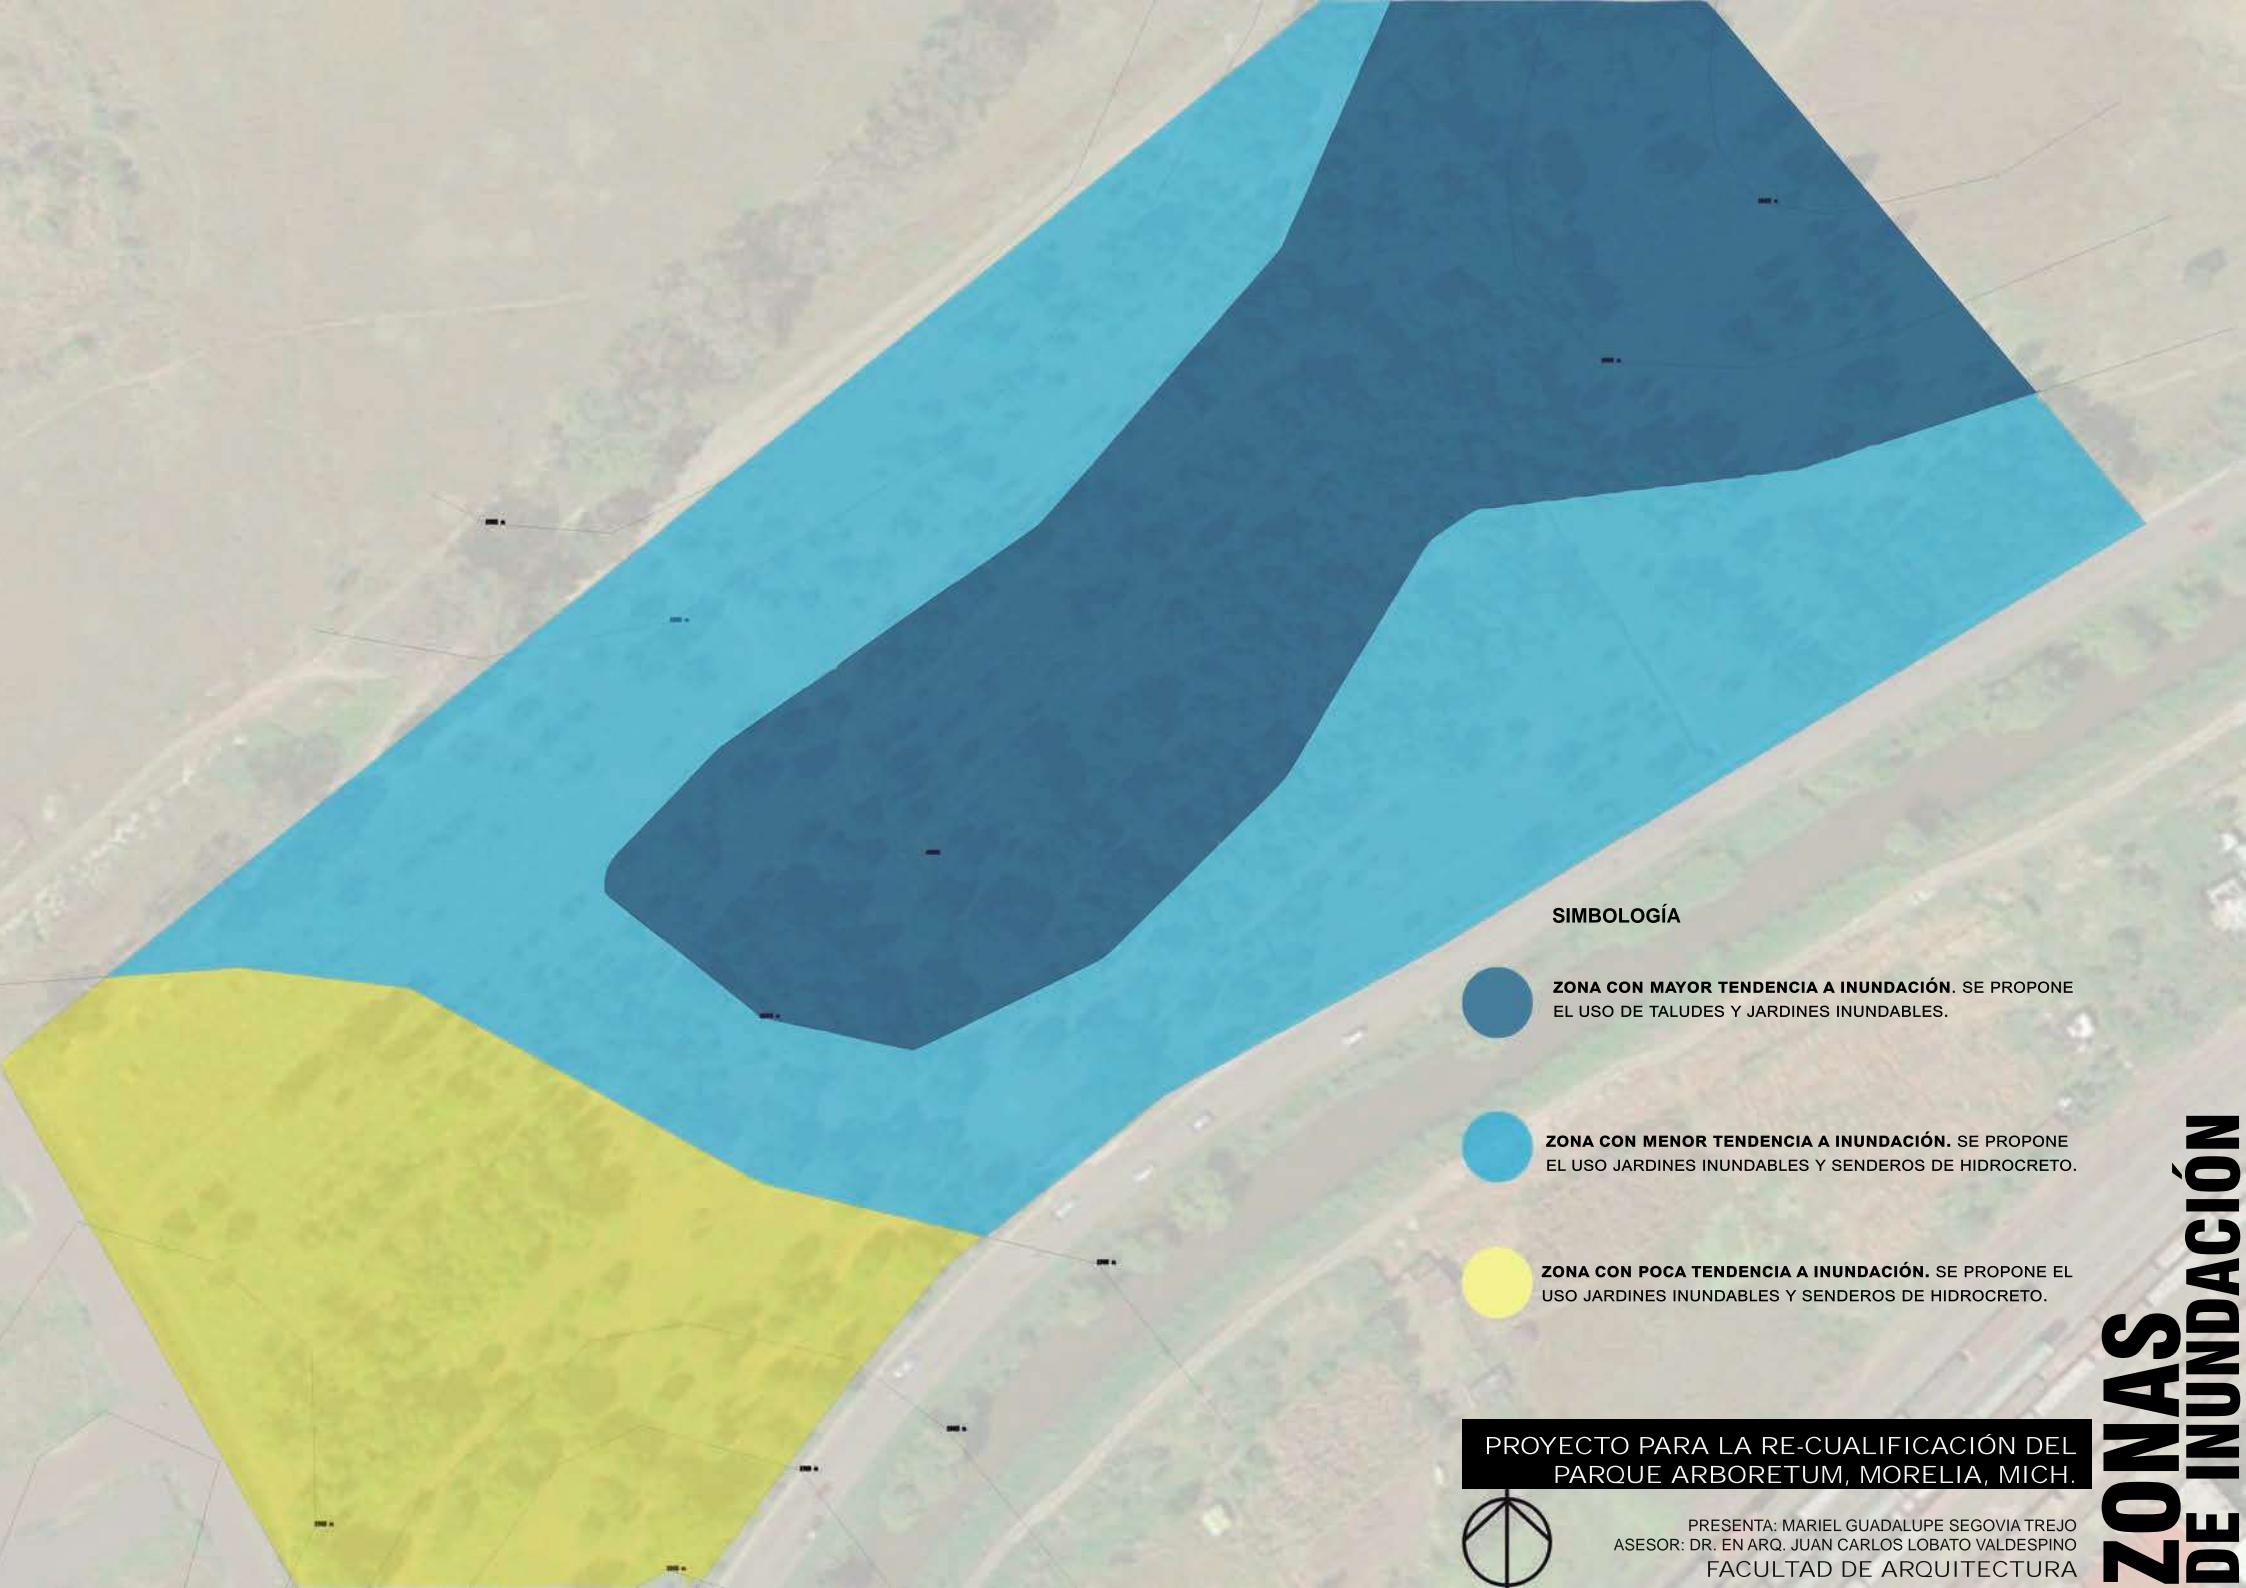 SIMBOLOGÍA
ZONA CON MAYOR TENDENCIA A INUNDACIÓN. SE PROPONE
EL USO DE TALUDES Y JARDINES INUNDABLES.
ZONA CON MENOR TENDENCIA A INUNDACIÓN. SE PROPONE
EL USO JARDINES INUNDABLES Y SENDEROS DE HIDROCRETO.
ZONA CON POCA TENDENCIA A INUNDACIÓN. SE PROPONE EL
USO JARDINES INUNDABLES Y SENDEROS DE HIDROCRETO.
PROYECTO PARA LA RE-CUALIFICACIÓN DEL
PARQUE ARBORETUM, MORELIA, MICH.
PRESENTA: MARIEL GUADALUPE SEGOVIA TREJO
ASESOR: DR. EN ARQ. JUAN CARLOS LOBATO VALDESPINO
FACULTAD DE ARQUITECTURA
ZONAS
DE INUNDACIÓN